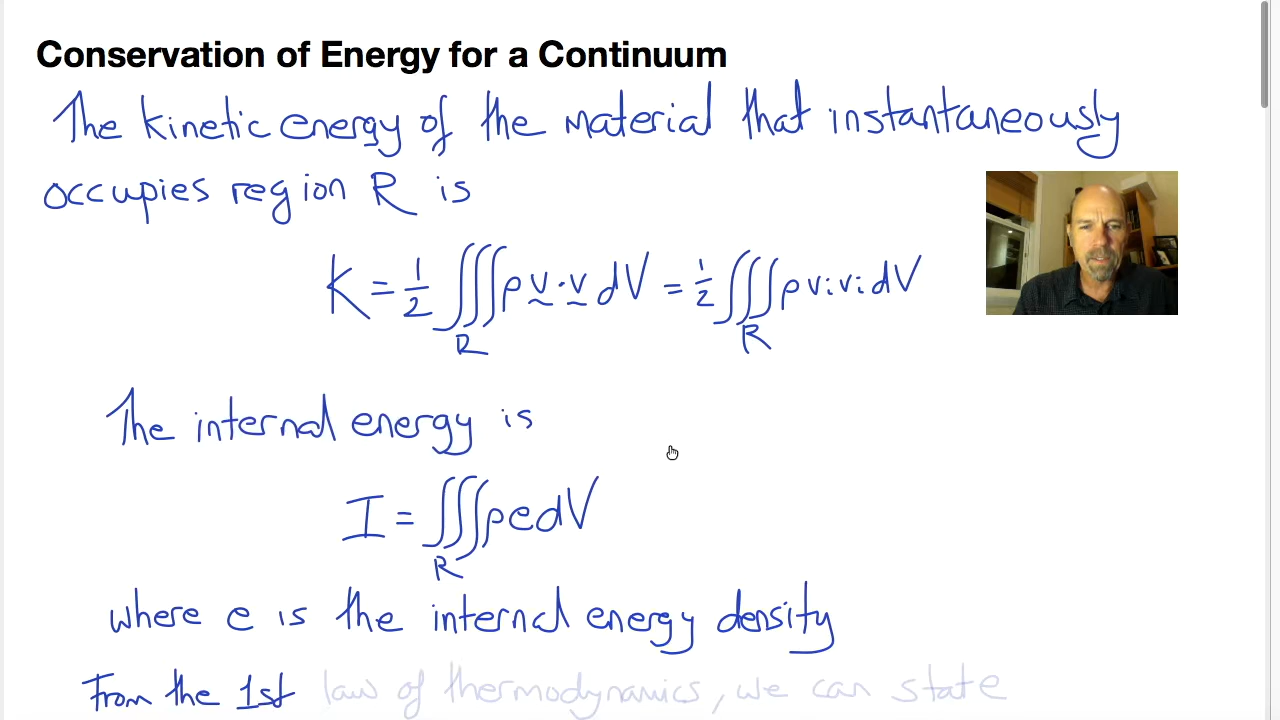 Conservation of Energy for a Continuum
The kinetic energy of the material that instantaneously
occupies region R is
K = 1/2 ∭_R ρ v̰ · v̰ dV = 1/2 ∭_R ρ vᵢvᵢ dV
The internal energy is
I = ∭_R ρ e dV
where e is the internal energy density
From the 1st law of thermodynamics, we can state